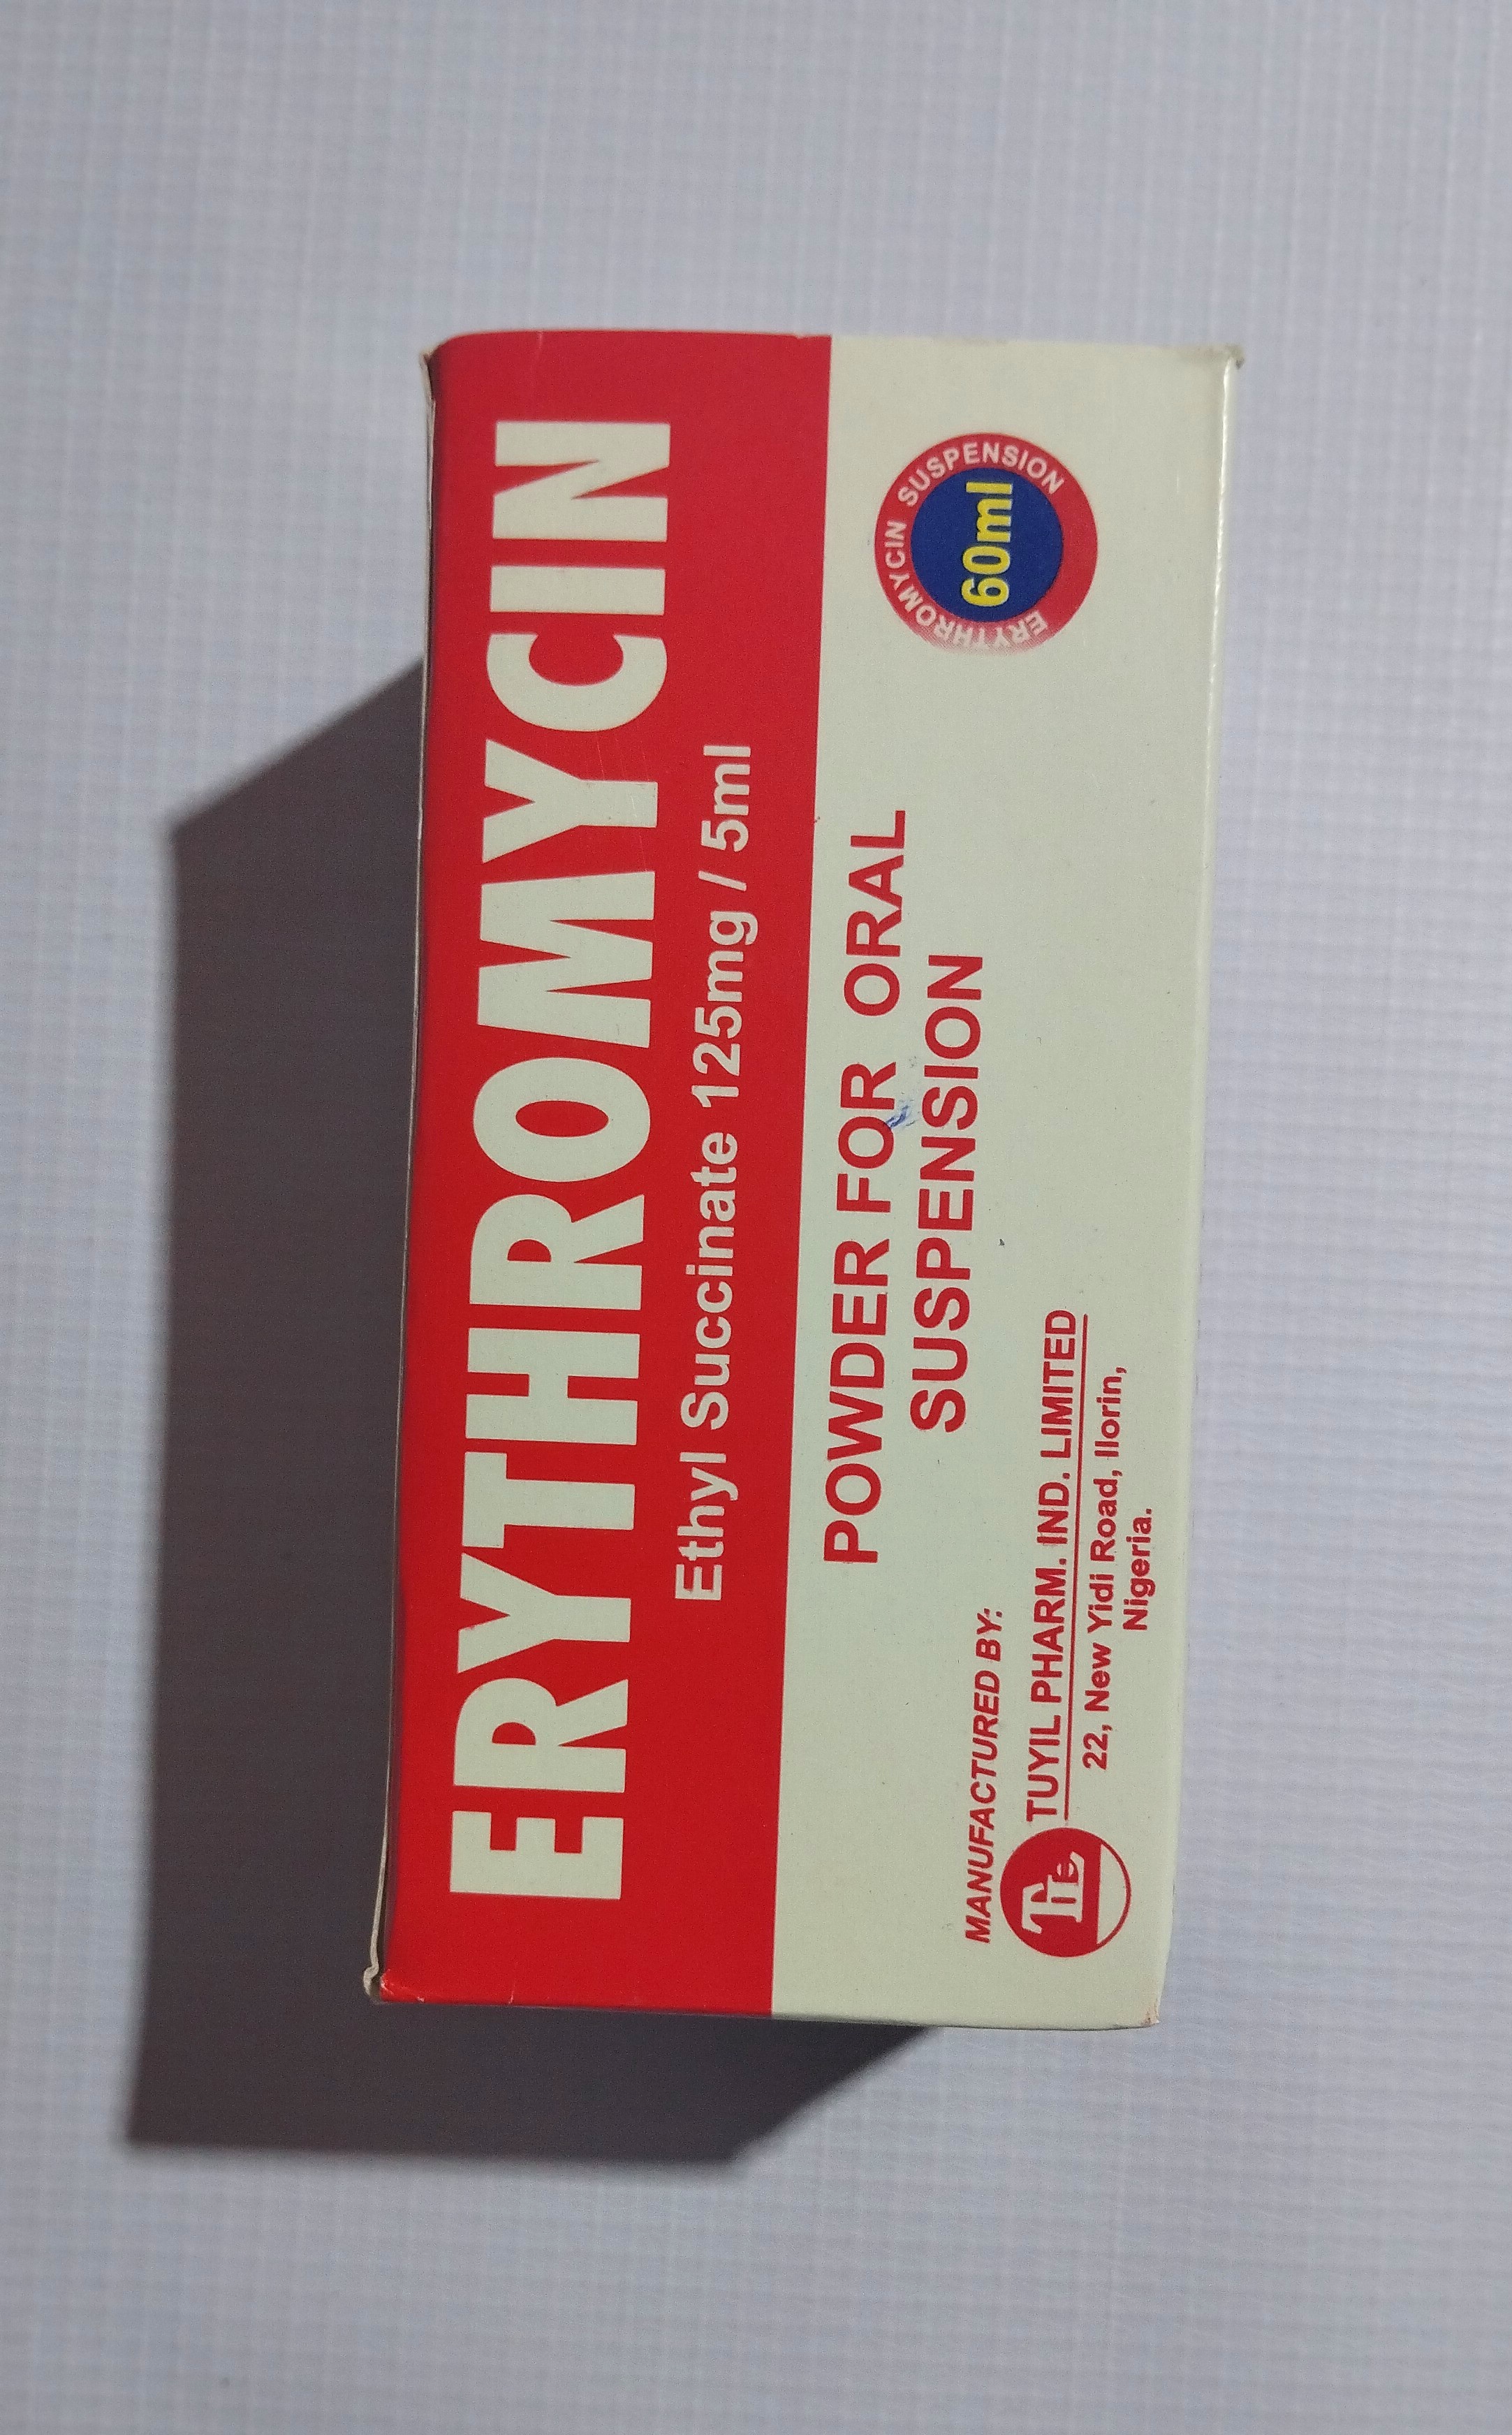 ERYTHROMYCIN
Ethyl Succinate 125mg / 5ml
POWDER FOR ORAL
SUSPENSION
ERYTHROMYCIN SUSPENSION
60ml
MANUFACTURED BY:
TUYIL PHARM. IND. LIMITED
22, New Yidi Road, Ilorin,
Nigeria.